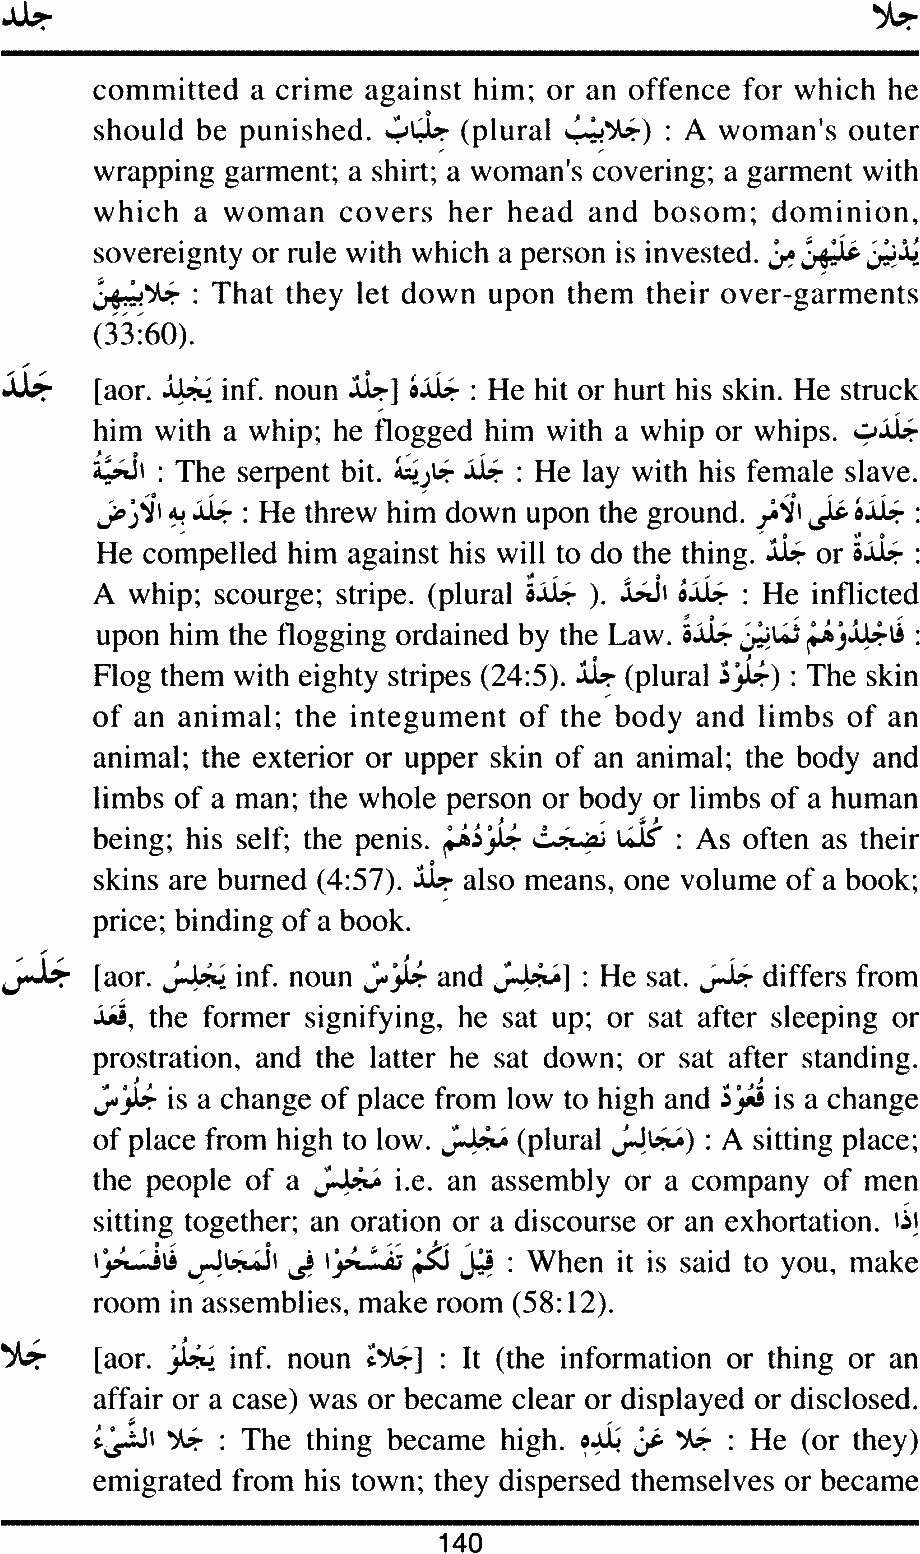 جلد جلا
committed a crime against him; or an offence for which he
should be punished. جِلْبَابٌ (plural جَلَابِيْبُ) : A woman's outer
wrapping garment; a shirt; a woman's covering; a garment with
which a woman covers her head and bosom; dominion,
sovereignty or rule with which a person is invested. يُدْنِيْنَ عَلَيْهِنَّ مِنْ
جَلَابِيْبِهِنَّ : That they let down upon them their over-garments
(33:60).
جَلَدَ [aor. يَجْلِدُ inf. noun جِلْدٌ] جَلَدَهٗ : He hit or hurt his skin. He struck
him with a whip; he flogged him with a whip or whips. جَلَدَتِ
الْحَيَّةُ : The serpent bit. جَلَدَ جَارِيَتَهٗ : He lay with his female slave.
جَلَدَ بِهِ الْاَرْضَ : He threw him down upon the ground. جَلَدَهٗ عَلَى الْاَمْرِ :
He compelled him against his will to do the thing. جَلْدٌ or جَلْدَةٌ :
A whip; scourge; stripe. (plural جَلْدَةٌ ). جَلَدَهُ الْحَدَّ : He inflicted
upon him the flogging ordained by the Law. فَاجْلِدُوْهُمْ ثَمَانِيْنَ جَلْدَةً :
Flog them with eighty stripes (24:5). جِلْدٌ (plural جُلُوْدٌ) : The skin
of an animal; the integument of the body and limbs of an
animal; the exterior or upper skin of an animal; the body and
limbs of a man; the whole person or body or limbs of a human
being; his self; the penis. كُلَّمَا نَضِجَتْ جُلُوْدُهُمْ : As often as their
skins are burned (4:57). جِلْدٌ also means, one volume of a book;
price; binding of a book.
جَلَسَ [aor. يَجْلِسُ inf. noun جُلُوْسٌ and مَجْلِسٌ] : He sat. جَلَسَ differs from
قَعَدَ, the former signifying, he sat up; or sat after sleeping or
prostration, and the latter he sat down; or sat after standing.
جُلُوْسٌ is a change of place from low to high and قُعُوْدٌ is a change
of place from high to low. مَجْلِسٌ (plural مَجَالِسُ) : A sitting place;
the people of a مَجْلِسٌ i.e. an assembly or a company of men
sitting together; an oration or a discourse or an exhortation. اِذَا
قِيْلَ لَكُمْ تَفَسَّحُوْا فِى الْمَجَالِسِ فَافْسَحُوْا : When it is said to you, make
room in assemblies, make room (58:12).
جَلَا [aor. يَجْلُوْ inf. noun جَلَاءٌ] : It (the information or thing or an
affair or a case) was or became clear or displayed or disclosed.
جَلَا الشَّىْءُ : The thing became high. جَلَا عَنْ بَلَدِهٖ : He (or they)
emigrated from his town; they dispersed themselves or became
140